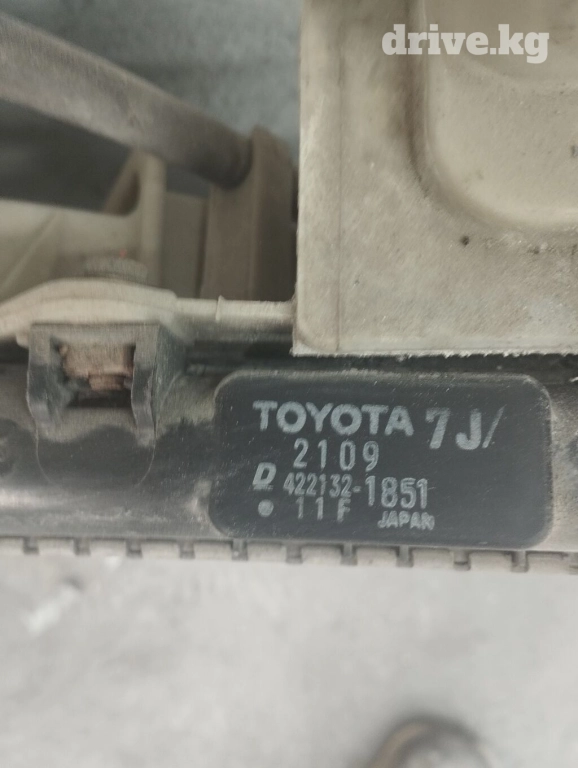 drive.kg
TOYOTA 7J/
2109
D 422132-1851
• 11F JAPAN